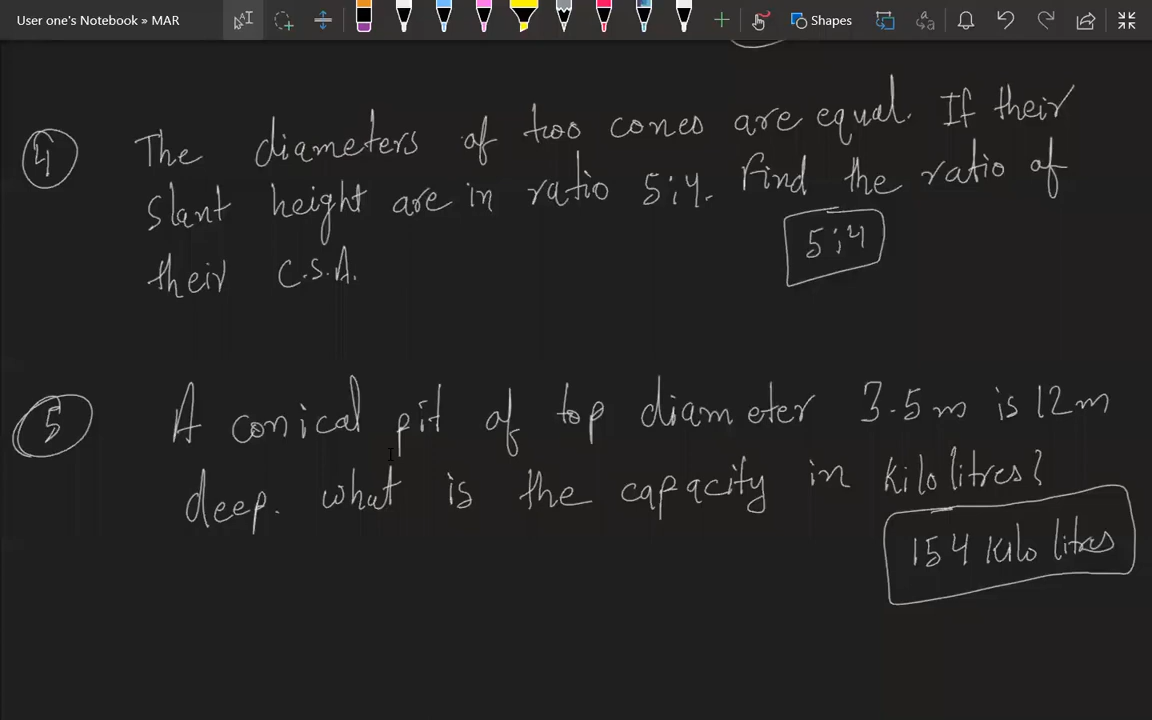 User one's Notebook » MAR
Shapes
4 The diameters of two cones are equal. If their
slant height are in ratio 5:4. Find the ratio of
their C.S.A.
5:4
5 A conical pit of top diameter 3.5m is 12m
deep. what is the capacity in kilolitres?
154 kilo litres